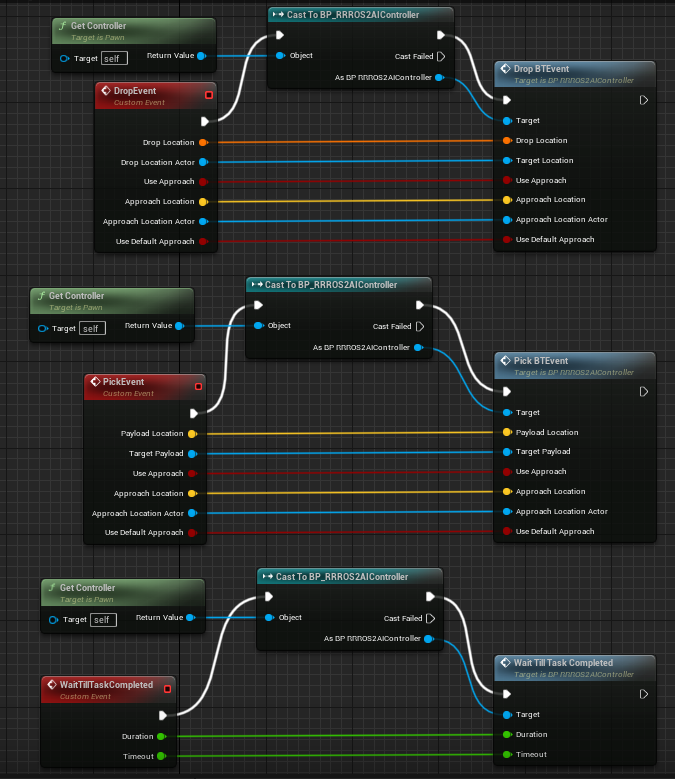 Get Controller
Target is Pawn
Target self Return Value
Cast To BP_RRROS2AIController
Object
Cast Failed
As BP RRROS2AIController
DropEvent
Custom Event
Drop Location
Drop Location Actor
Use Approach
Approach Location
Approach Location Actor
Use Default Approach
Drop BTEvent
Target is BP RRROS2AIController
Target
Drop Location
Target Location
Use Approach
Approach Location
Approach Location Actor
Use Default Approach
Get Controller
Target is Pawn
Target self Return Value
Cast To BP_RRROS2AIController
Object
Cast Failed
As BP RRROS2AIController
PickEvent
Custom Event
Payload Location
Target Payload
Use Approach
Approach Location
Approach Location Actor
Use Default Approach
Pick BTEvent
Target is BP RRROS2AIController
Target
Payload Location
Target Payload
Use Approach
Approach Location
Approach Location Actor
Use Default Approach
Get Controller
Target is Pawn
Target self Return Value
Cast To BP_RRROS2AIController
Object
Cast Failed
As BP RRROS2AIController
WaitTillTaskCompleted
Custom Event
Duration
Timeout
Wait Till Task Completed
Target is BP RRROS2AIController
Target
Duration
Timeout